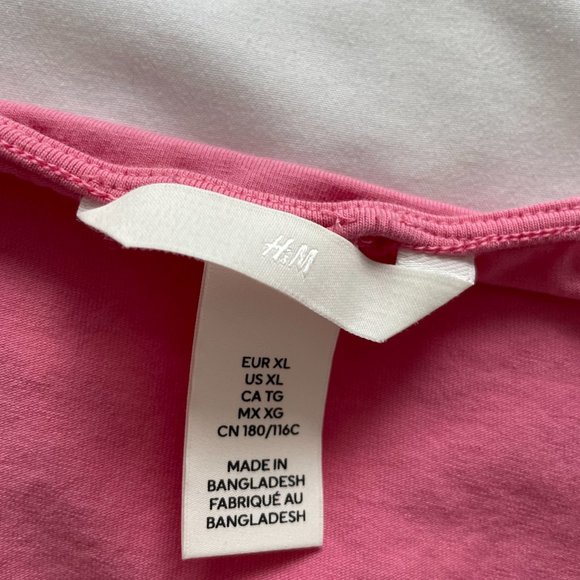 H&M
EUR XL
US XL
CA TG
MX XG
CN 180/116C
MADE IN
BANGLADESH
FABRIQUÉ AU
BANGLADESH